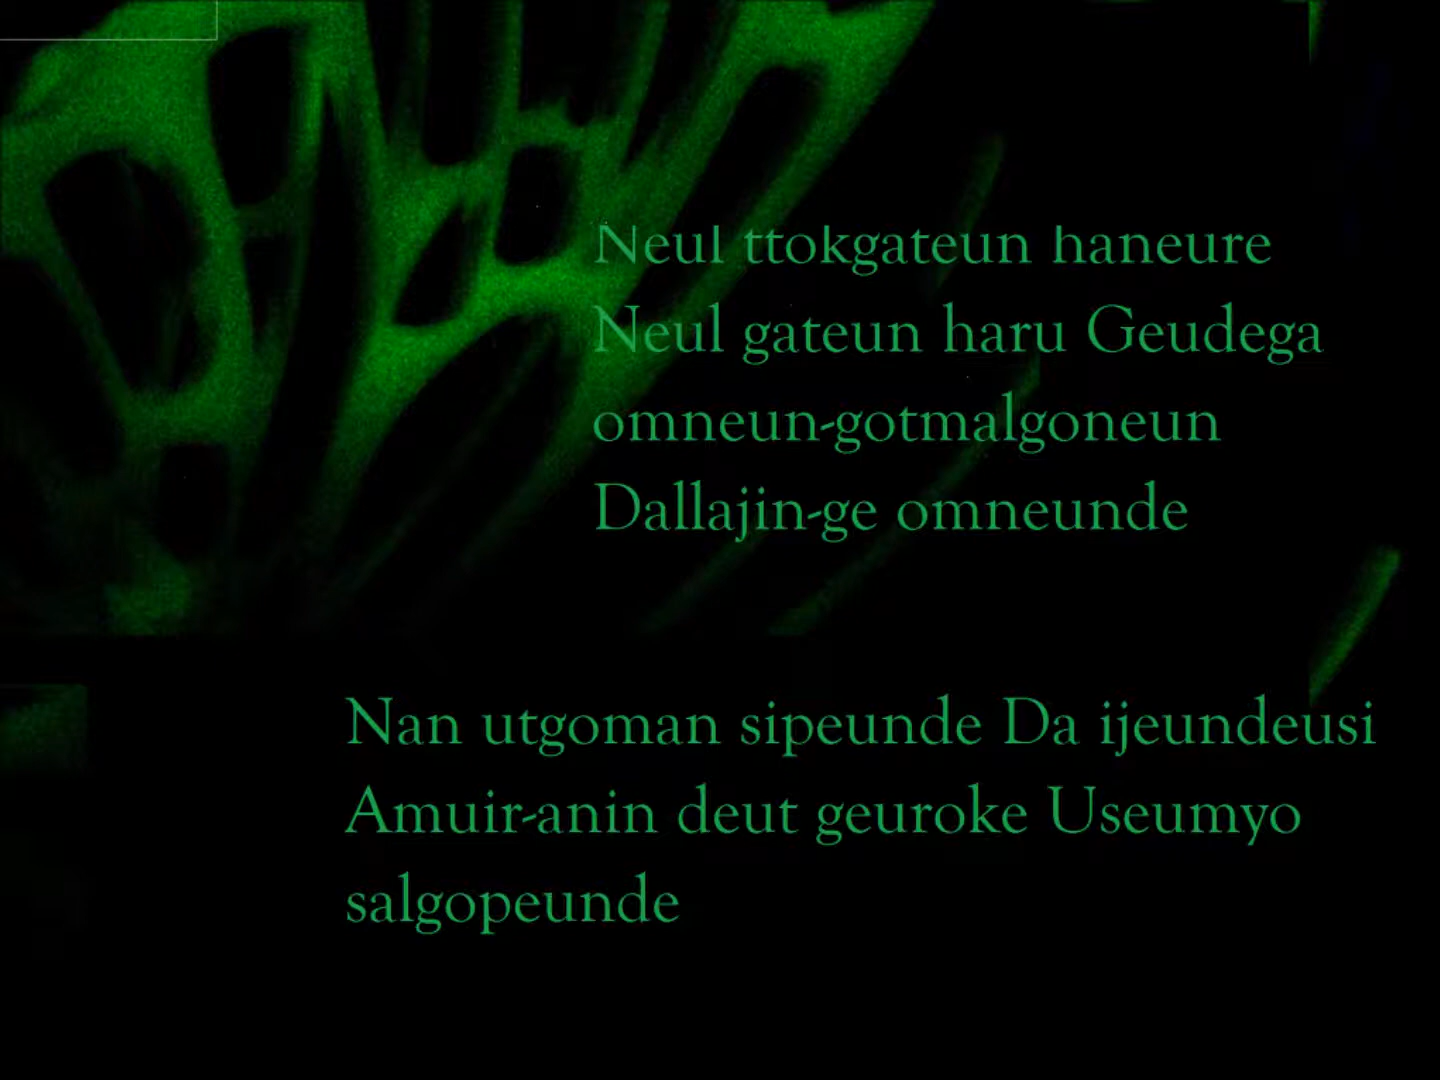 Neul ttokgateun haneure
Neul gateun haru Geudega
omneun-gotmalgoneun
Dallajin-ge omneunde
Nan utgoman sipeunde Da ijeundeusi
Amuir-anin deut geuroke Useumyo
salgopeunde